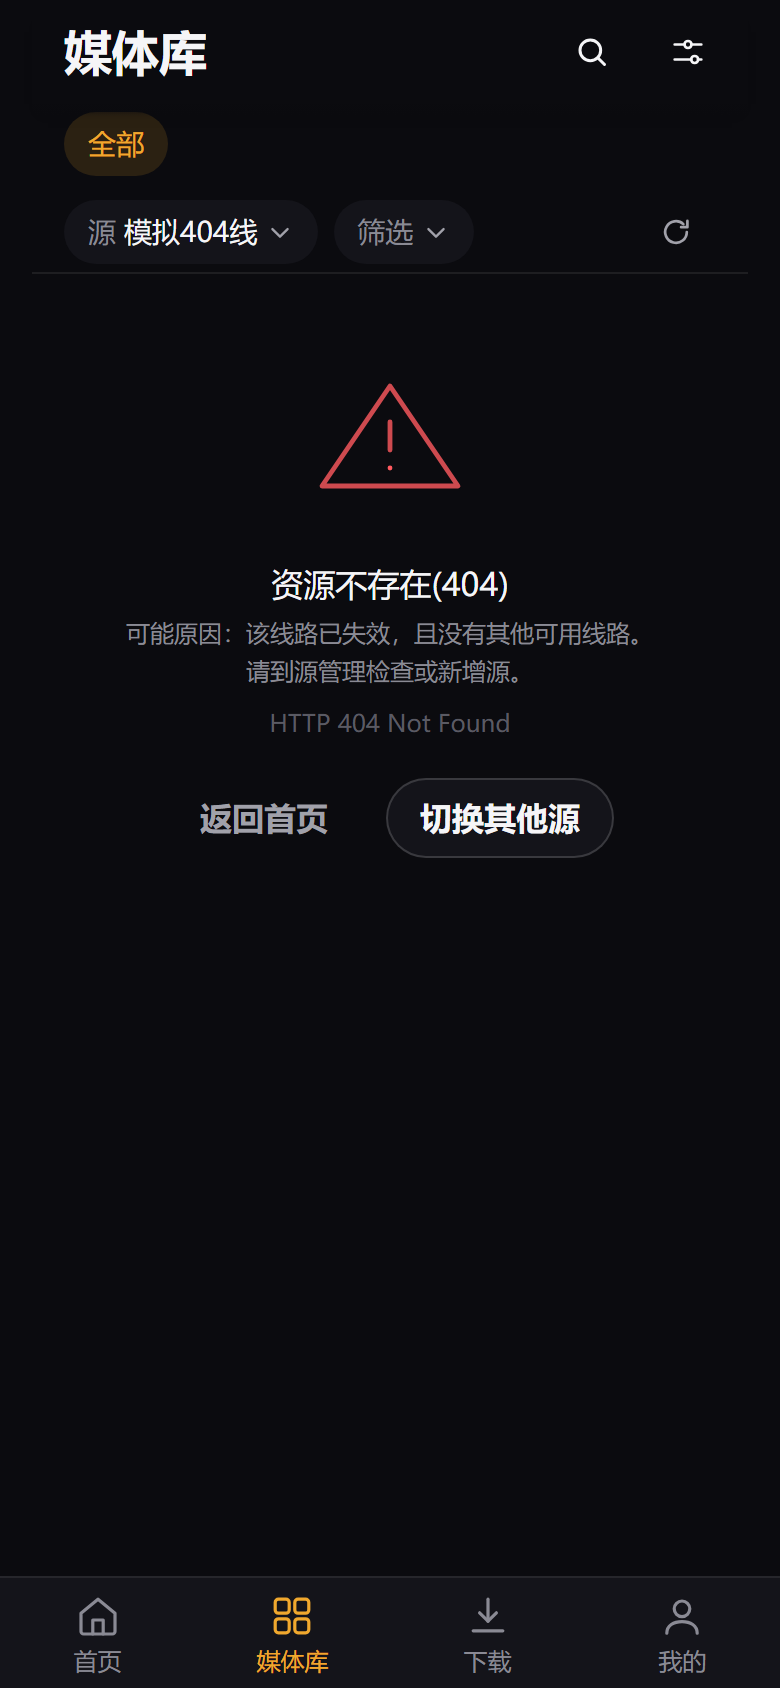 媒体库
全部
源 模拟404线
筛选
资源不存在(404)
可能原因：该线路已失效，且没有其他可用线路。
请到源管理检查或新增源。
HTTP 404 Not Found
返回首页
切换其他源
首页
媒体库
下载
我的